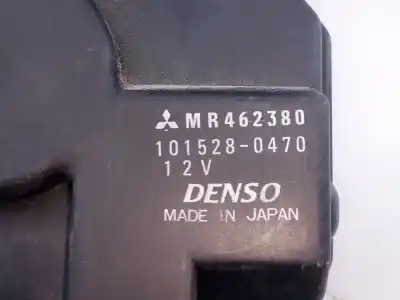 MR462380
101528-0470
12V
DENSO
MADE IN JAPAN